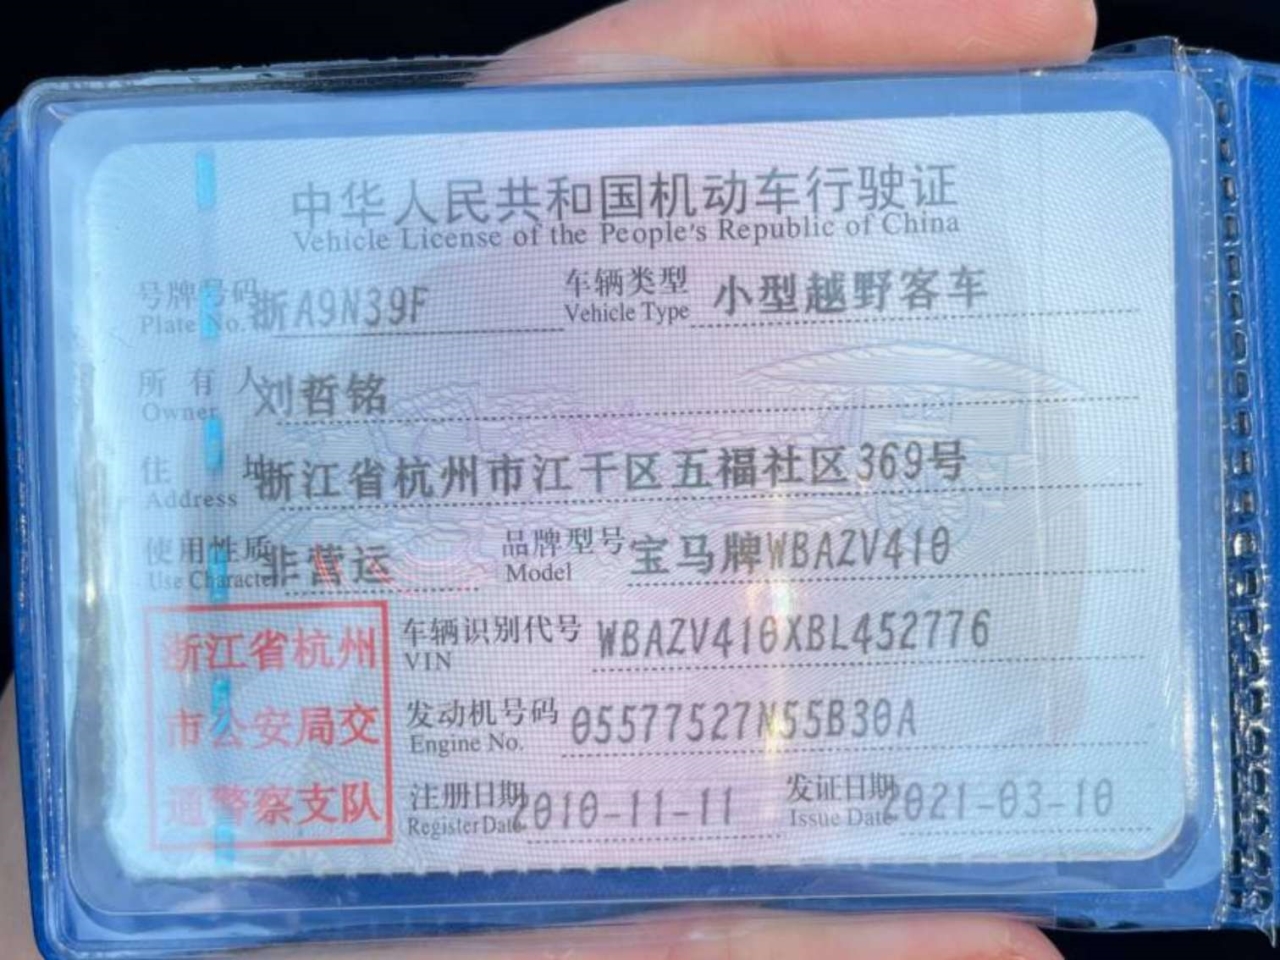 中华人民共和国机动车行驶证
Vehicle License of the People's Republic of China
号牌号码 浙A9N39F 车辆类型 小型越野客车
Plate No. Vehicle Type
所有人 刘哲铭
Owner
住址 浙江省杭州市江干区五福社区369号
Address
使用性质 非营运 品牌型号 宝马牌WBAZV410
Use Character Model
浙江省杭州市公安局交通警察支队
车辆识别代号 WBAZV410XBL452776
VIN
发动机号码 05577527N55B30A
Engine No.
注册日期 2010-11-11 发证日期 2021-03-10
Register Date Issue Date